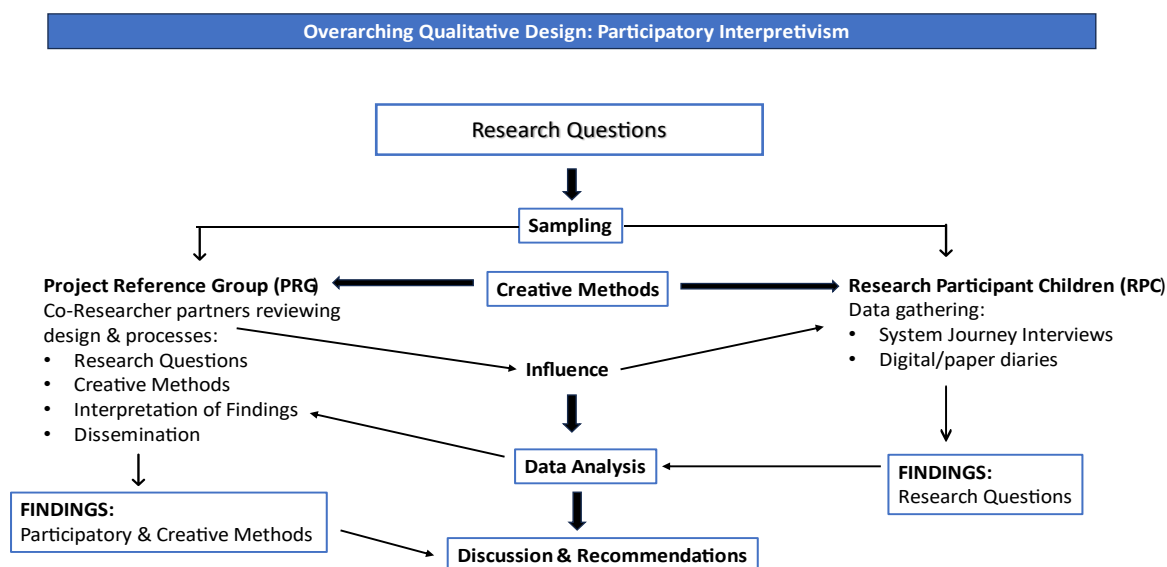 Overarching Qualitative Design: Participatory Interpretivism
Research Questions
Sampling
Project Reference Group (PRG)
Co-Researcher partners reviewing
design & processes:
• Research Questions
• Creative Methods
• Interpretation of Findings
• Dissemination
Creative Methods
Research Participant Children (RPC)
Data gathering:
• System Journey Interviews
• Digital/paper diaries
Influence
Data Analysis
FINDINGS:
Research Questions
FINDINGS:
Participatory & Creative Methods
Discussion & Recommendations